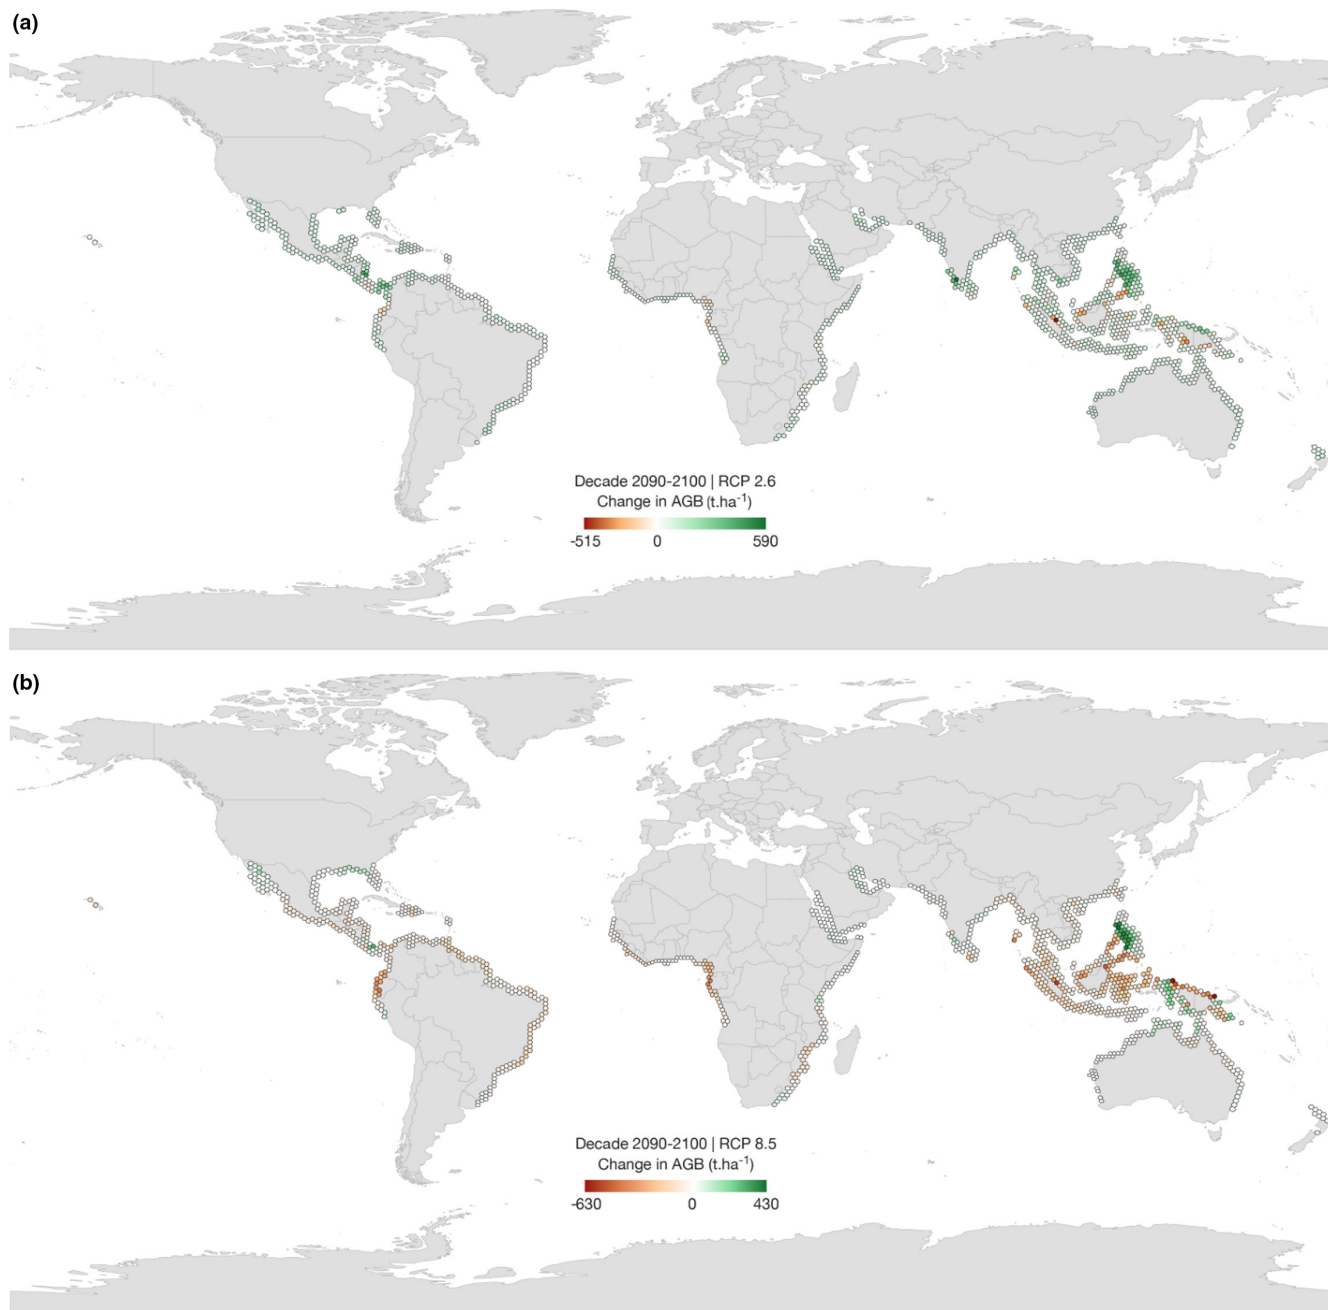 (a)
Decade 2090-2100 | RCP 2.6
Change in AGB (t.ha⁻¹)
-515 0 590
(b)
Decade 2090-2100 | RCP 8.5
Change in AGB (t.ha⁻¹)
-630 0 430